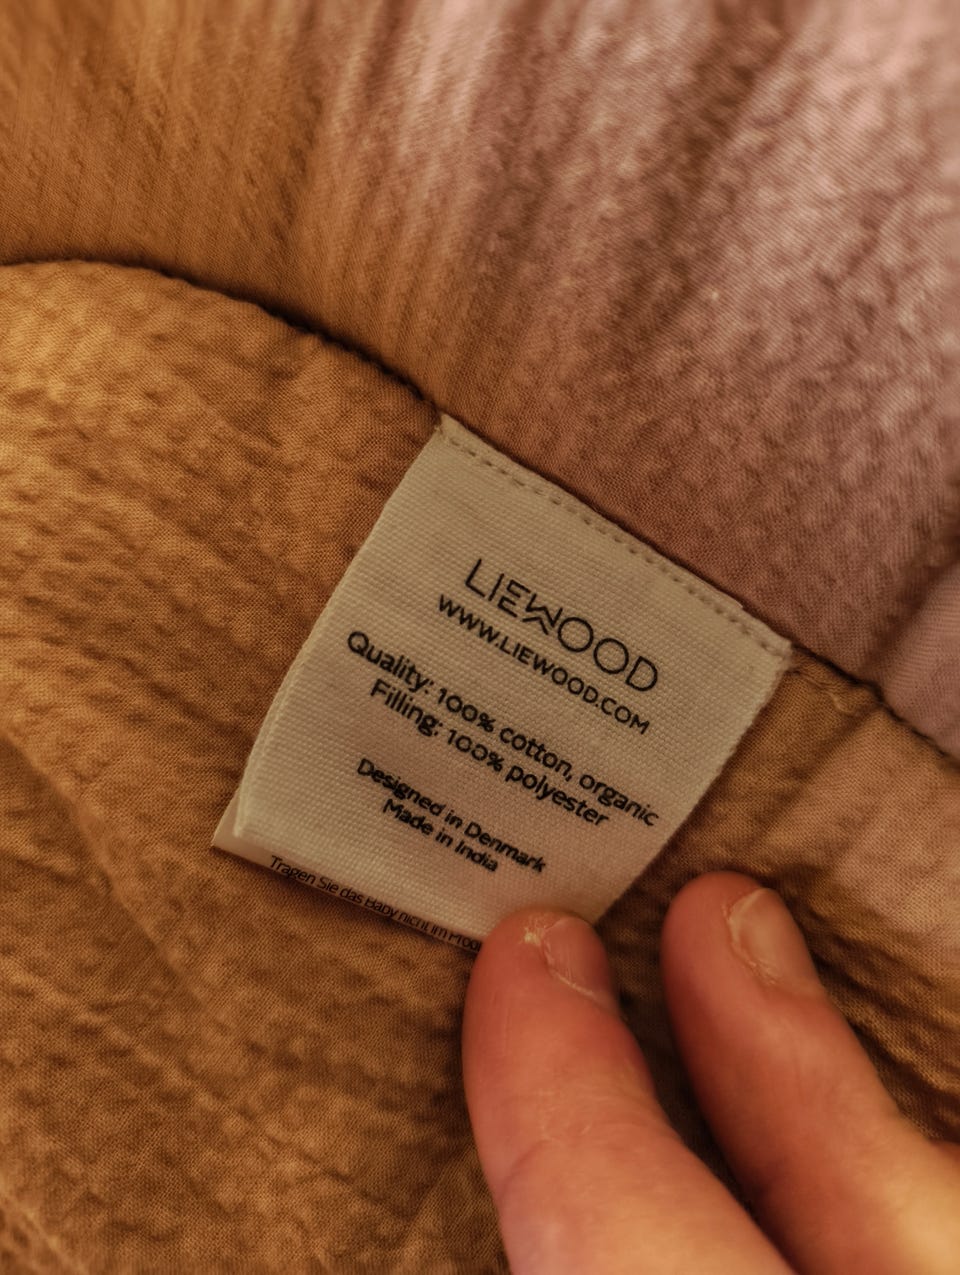 LIEWOOD
WWW.LIEWOOD.COM
Quality: 100% cotton, organic
Filling: 100% polyester
Designed in Denmark
Made in India
Tragen Sie das Baby nicht im